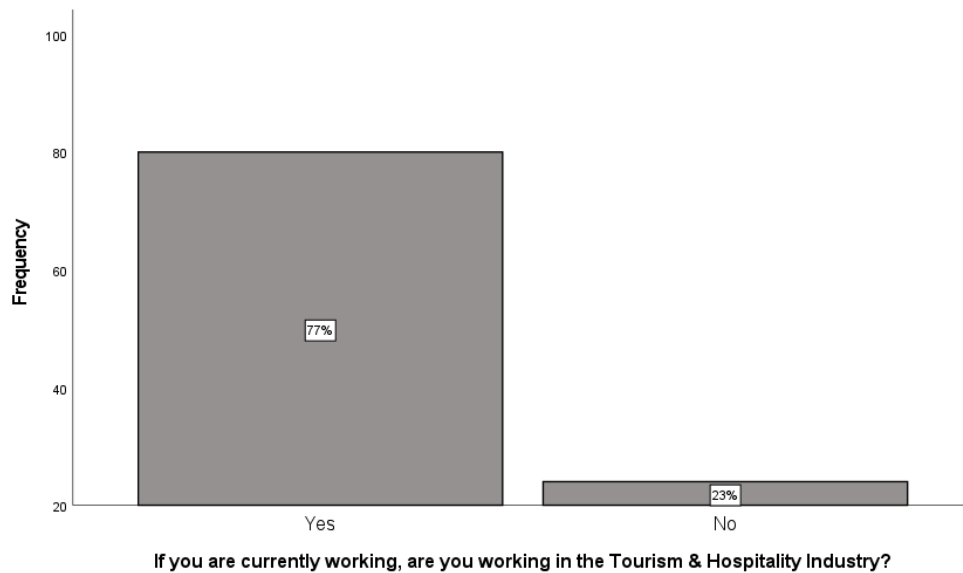 100
80
60
40
20
Frequency
77%
23%
Yes
No
If you are currently working, are you working in the Tourism & Hospitality Industry?